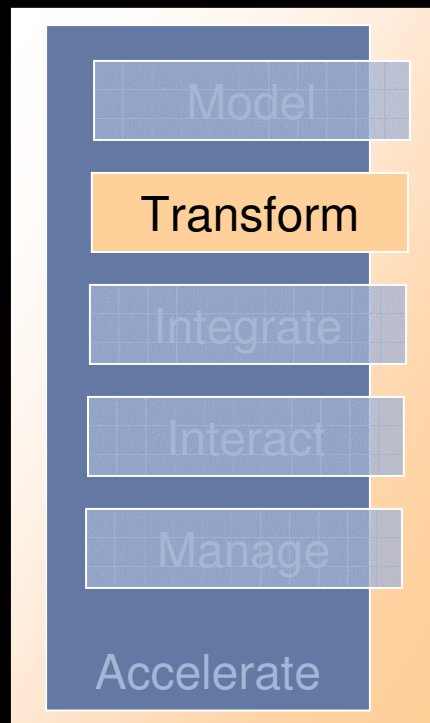 Model
Transform
Integrate
Interact
Manage
Accelerate